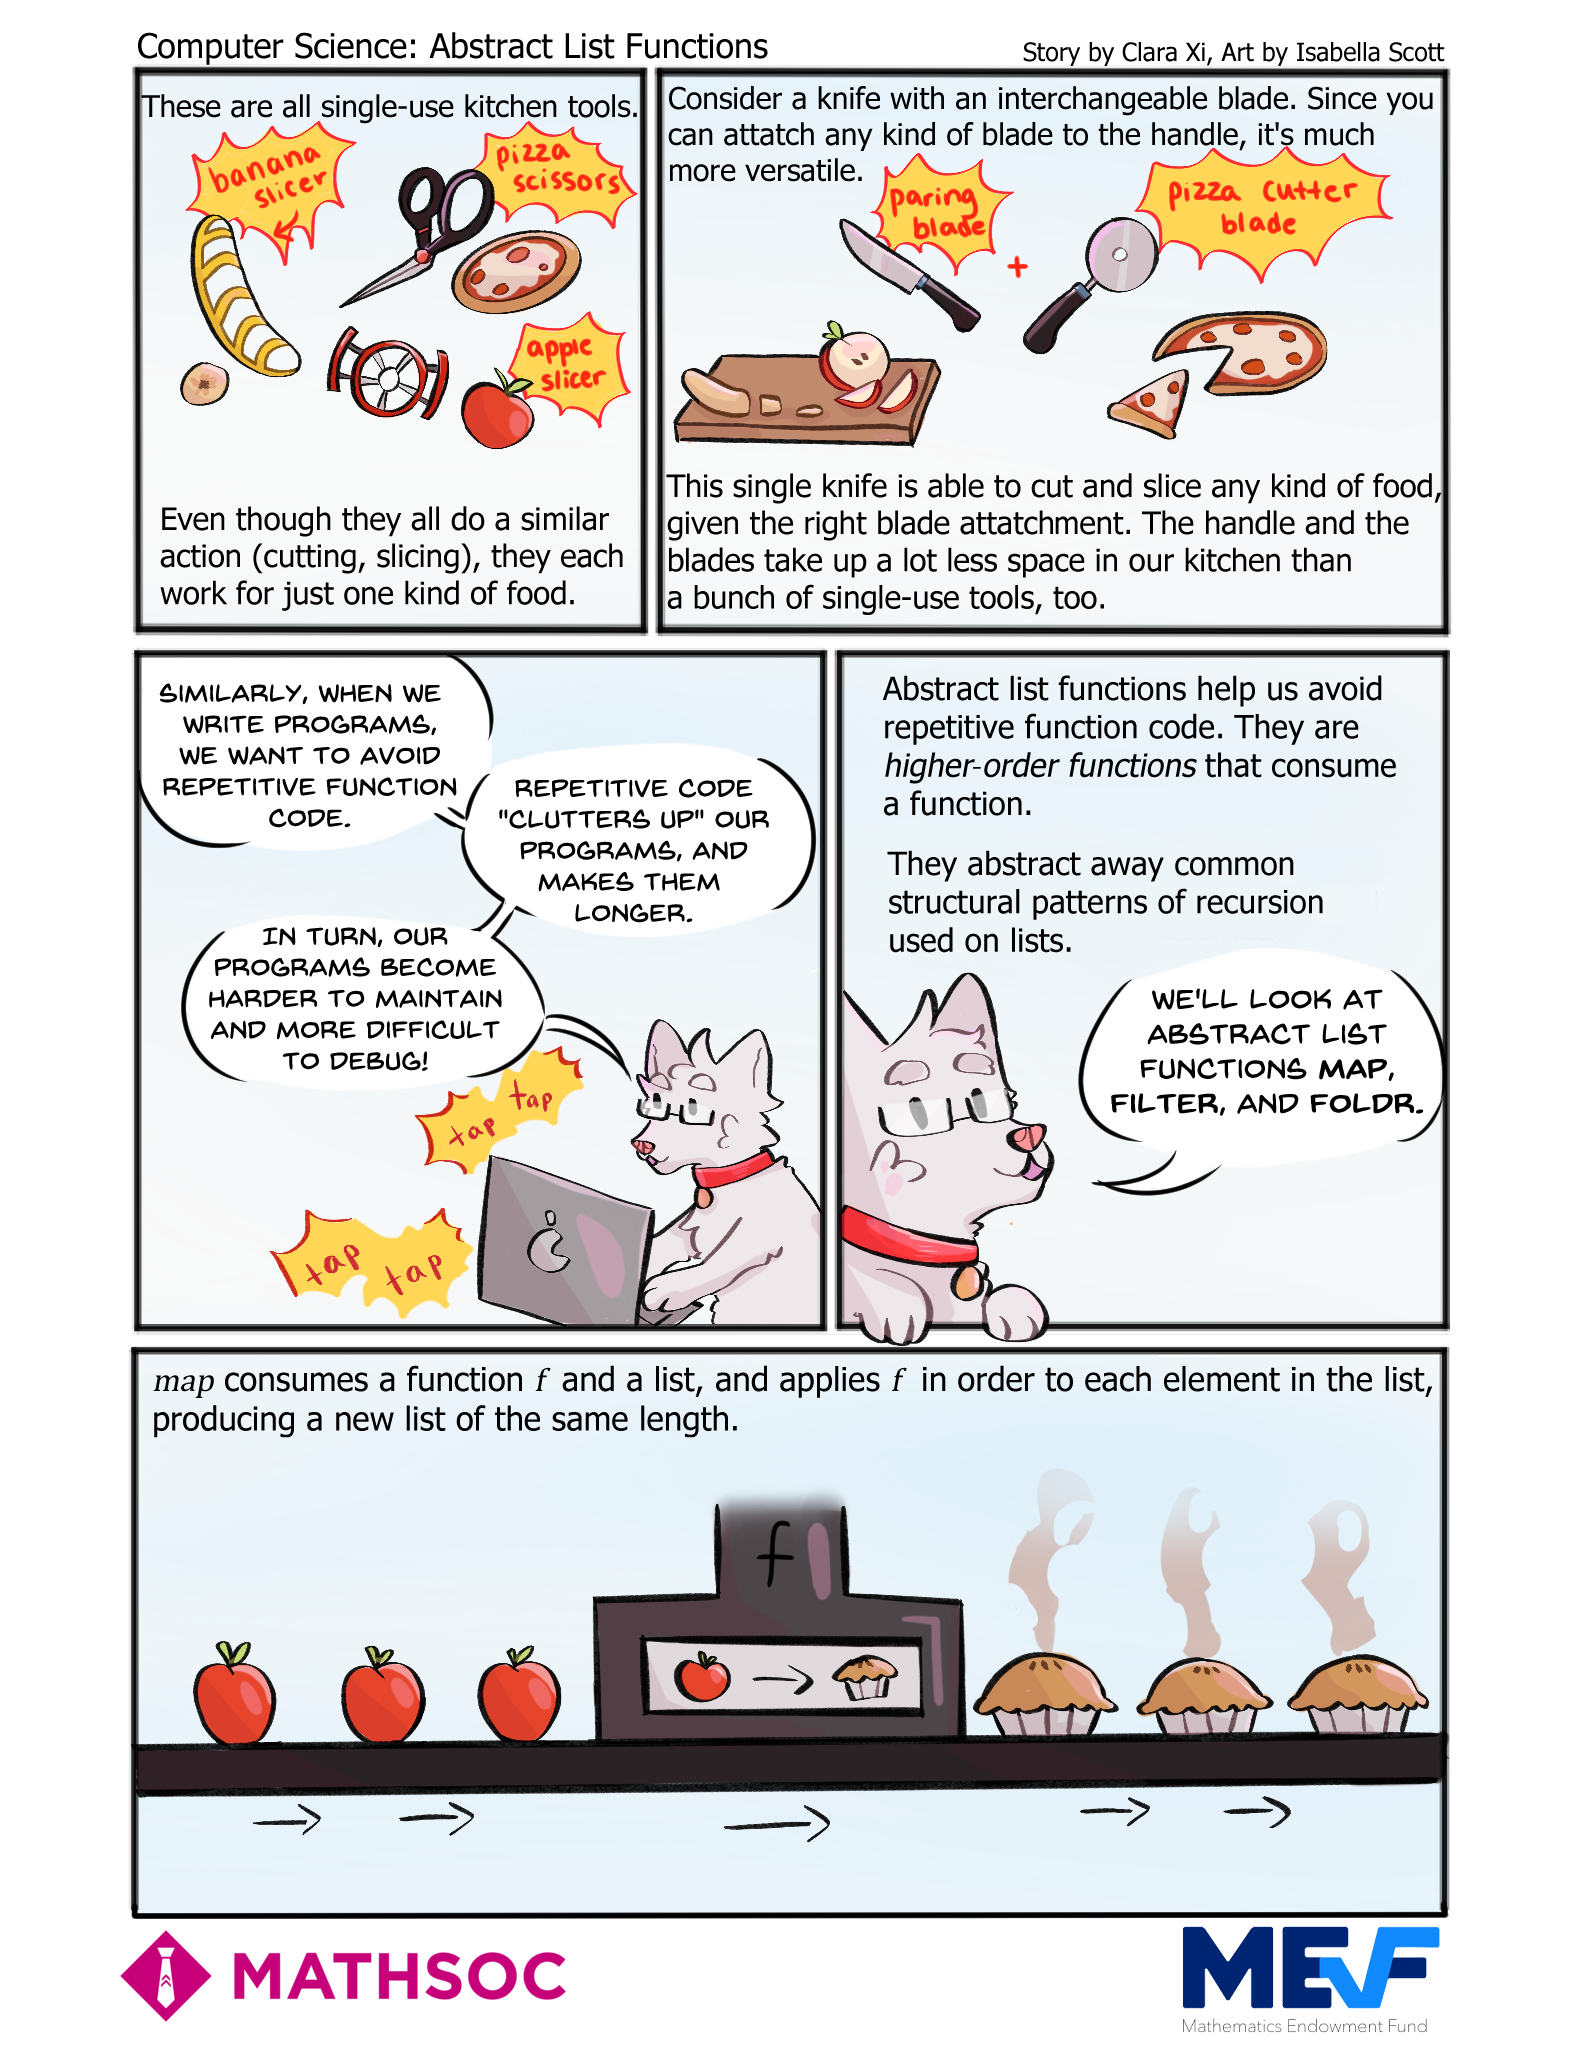 Computer Science: Abstract List Functions
Story by Clara Xi, Art by Isabella Scott
These are all single-use kitchen tools.
banana
slicer
pizza
scissors
apple
slicer
Even though they all do a similar
action (cutting, slicing), they each
work for just one kind of food.
Consider a knife with an interchangeable blade. Since you
can attatch any kind of blade to the handle, it's much
more versatile.
paring
blade
+
pizza cutter
blade
This single knife is able to cut and slice any kind of food,
given the right blade attatchment. The handle and the
blades take up a lot less space in our kitchen than
a bunch of single-use tools, too.
SIMILARLY, WHEN WE
WRITE PROGRAMS,
WE WANT TO AVOID
REPETITIVE FUNCTION
CODE.
REPETITIVE CODE
"CLUTTERS UP" OUR
PROGRAMS, AND
MAKES THEM
LONGER.
IN TURN, OUR
PROGRAMS BECOME
HARDER TO MAINTAIN
AND MORE DIFFICULT
TO DEBUG!
tap
tap
tap
tap
Abstract list functions help us avoid
repetitive function code. They are
higher-order functions that consume
a function.
They abstract away common
structural patterns of recursion
used on lists.
WE'LL LOOK AT
ABSTRACT LIST
FUNCTIONS MAP,
FILTER, AND FOLDR.
map consumes a function f and a list, and applies f in order to each element in the list,
producing a new list of the same length.
f
MATHSOC
MEF
Mathematics Endowment Fund